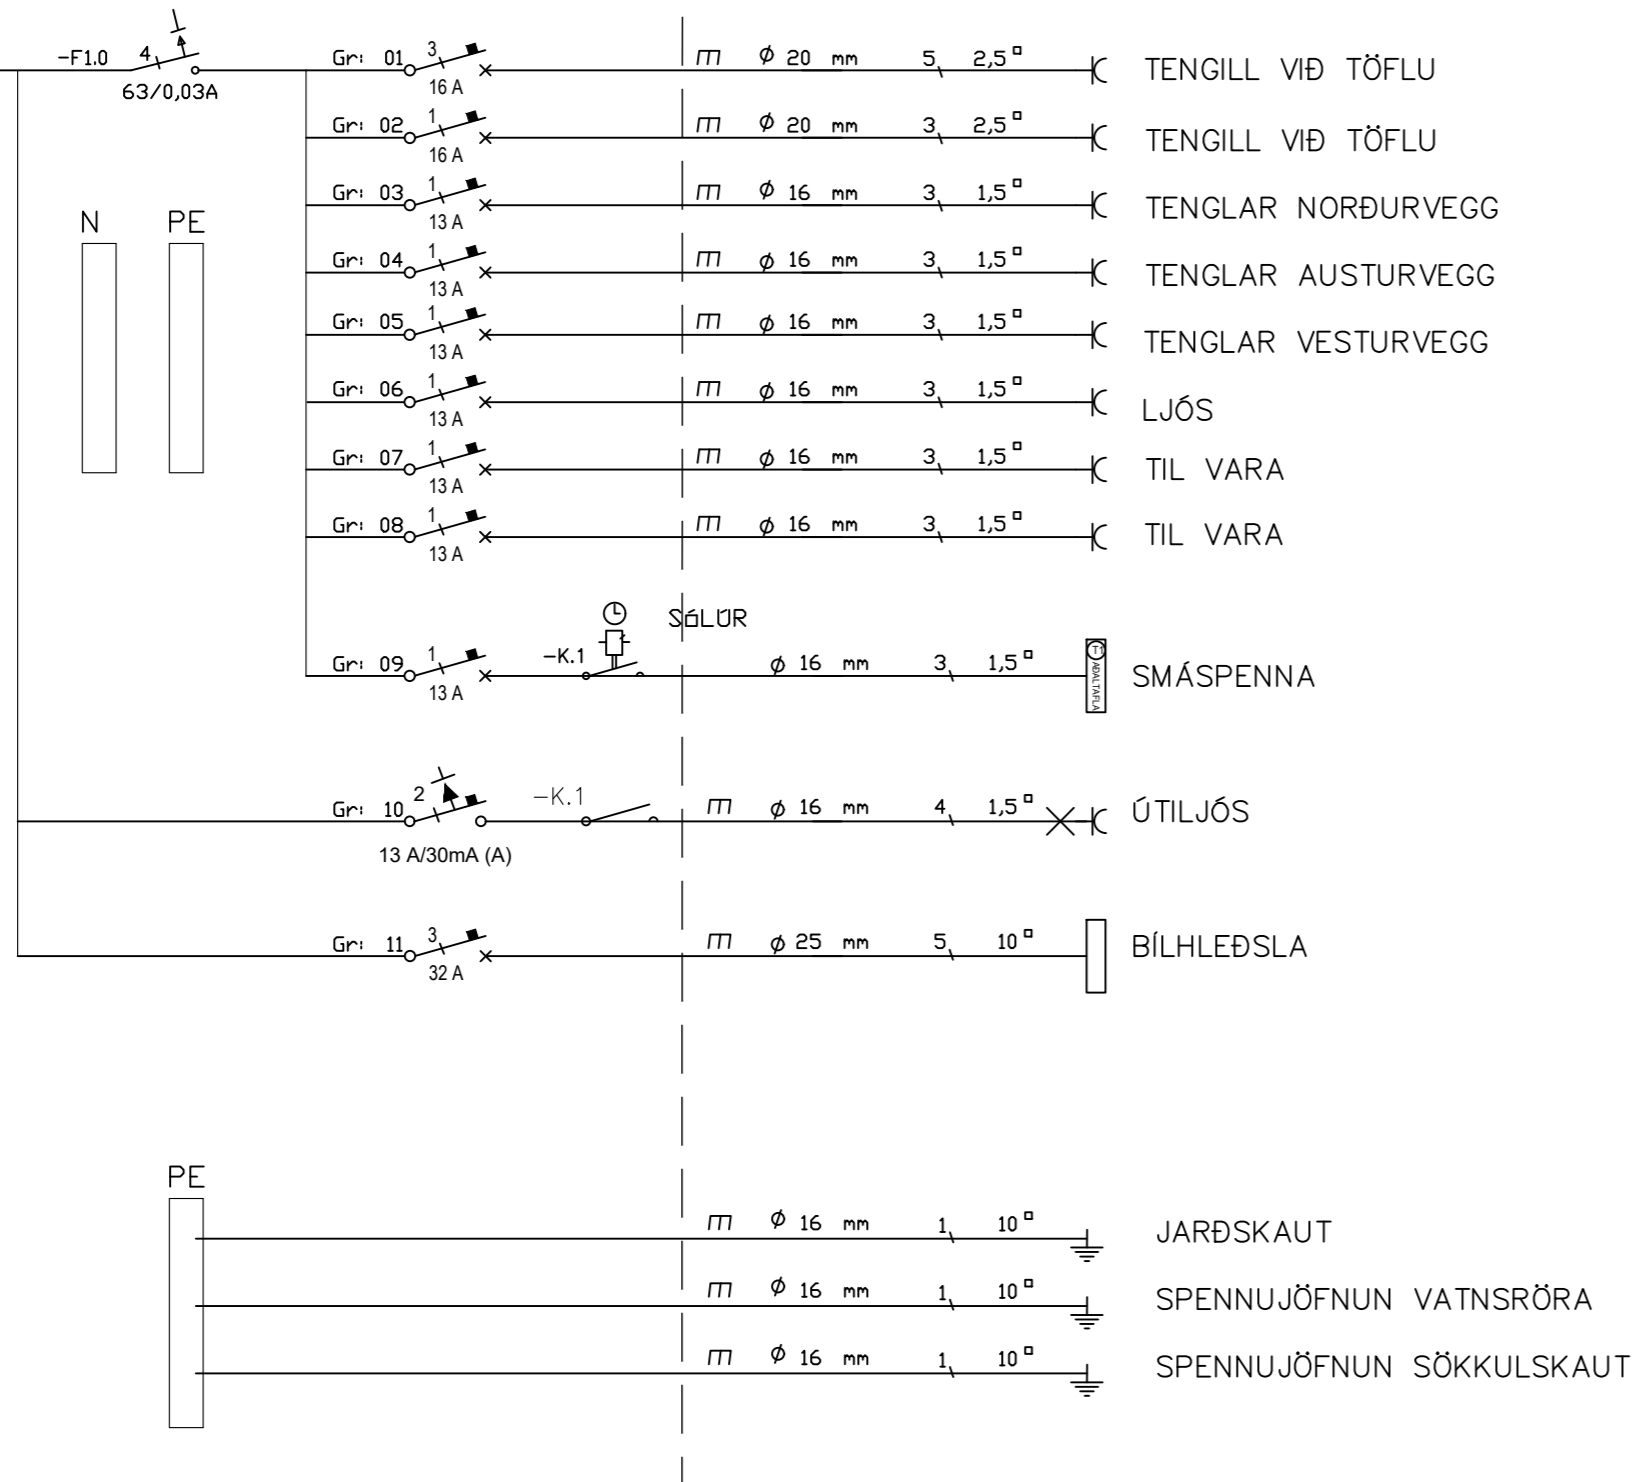 -F1.0 4 63/0,03A
Gr: 01 3 16 A Ø 20 mm 5 2,5 TENGILL VIÐ TÖFLU
Gr: 02 1 16 A Ø 20 mm 3 2,5 TENGILL VIÐ TÖFLU
Gr: 03 1 13 A Ø 16 mm 3 1,5 TENGLAR NORÐURVEGG
N PE
Gr: 04 1 13 A Ø 16 mm 3 1,5 TENGLAR AUSTURVEGG
Gr: 05 1 13 A Ø 16 mm 3 1,5 TENGLAR VESTURVEGG
Gr: 06 1 13 A Ø 16 mm 3 1,5 LJÓS
Gr: 07 1 13 A Ø 16 mm 3 1,5 TIL VARA
Gr: 08 1 13 A Ø 16 mm 3 1,5 TIL VARA
SóLÚR
Gr: 09 1 13 A -K.1 Ø 16 mm 3 1,5 T1 AÐALTAFLA SMÁSPENNA
Gr: 10 2 13 A/30mA (A) -K.1 Ø 16 mm 4 1,5 ÚTILJÓS
Gr: 11 3 32 A Ø 25 mm 5 10 BÍLHLEÐSLA
PE
Ø 16 mm 1 10 JARÐSKAUT
Ø 16 mm 1 10 SPENNUJÖFNUN VATNSRÖRA
Ø 16 mm 1 10 SPENNUJÖFNUN SÖKKULSKAUT